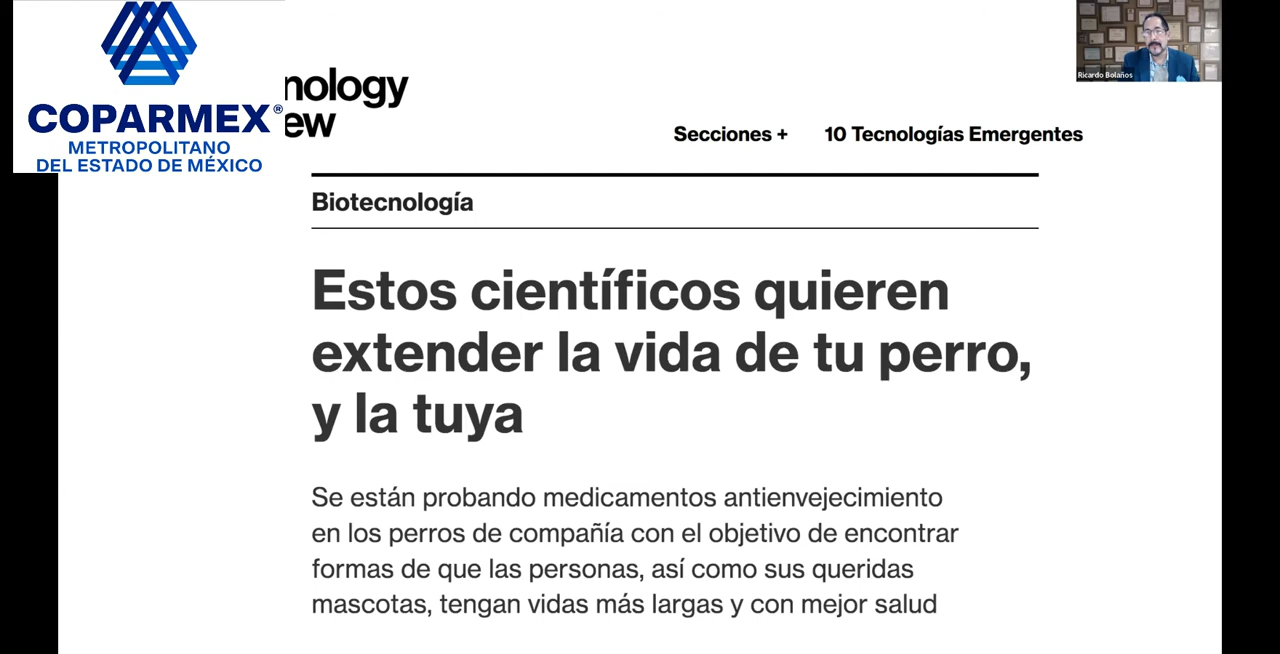 COPARMEX®
METROPOLITANO
DEL ESTADO DE MÉXICO
nology
ew
Ricardo Bolaños
Secciones +
10 Tecnologías Emergentes
Biotecnología
Estos científicos quieren
extender la vida de tu perro,
y la tuya
Se están probando medicamentos antienvejecimiento
en los perros de compañía con el objetivo de encontrar
formas de que las personas, así como sus queridas
mascotas, tengan vidas más largas y con mejor salud